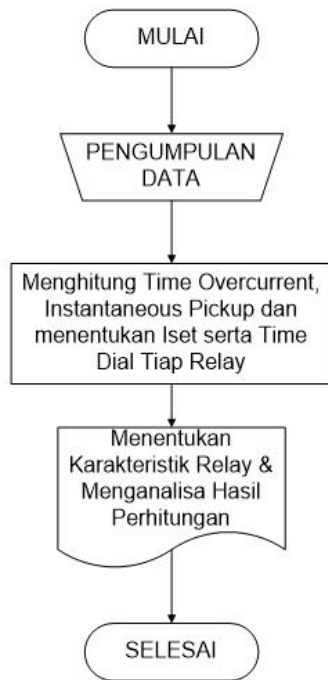 MULAI
PENGUMPULAN
DATA
Menghitung Time Overcurrent,
Instantaneous Pickup dan
menentukan Iset serta Time
Dial Tiap Relay
Menentukan
Karakteristik Relay &
Menganalisa Hasil
Perhitungan
SELESAI